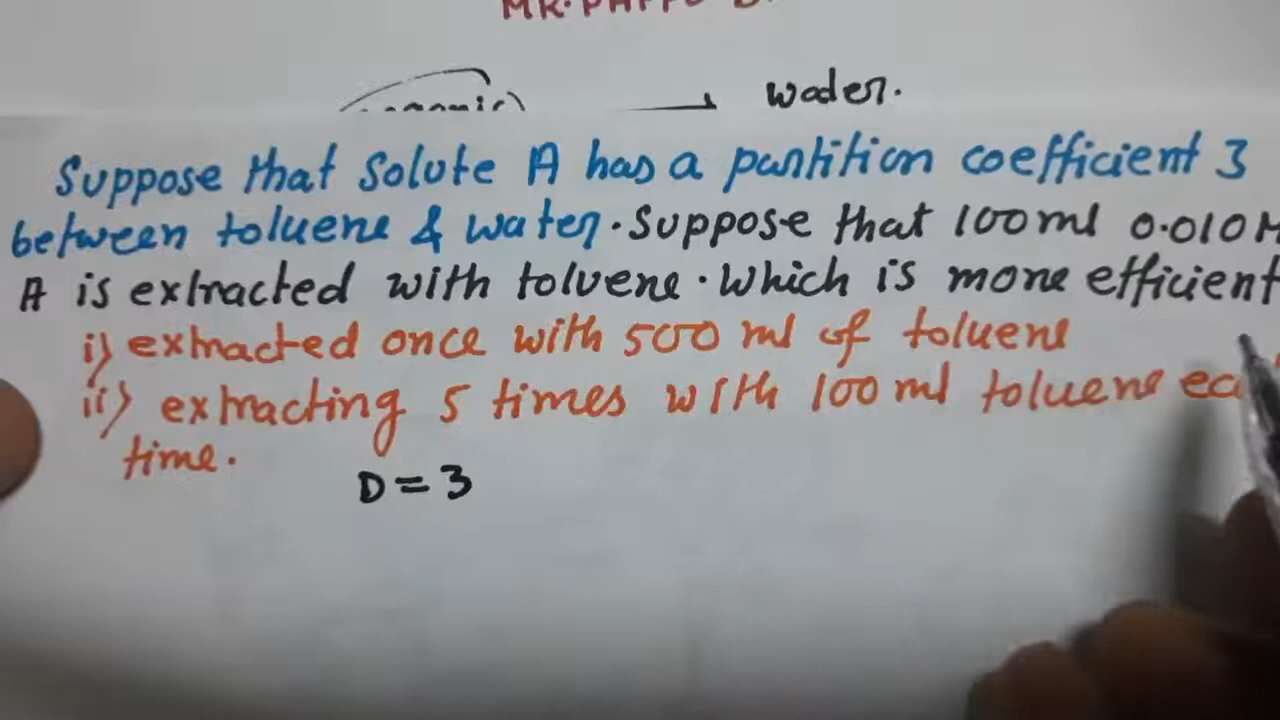 water.
Suppose that solute A has a partition coefficient 3
between toluene & water. Suppose that 100ml 0.010M
A is extracted with toluene. Which is more efficient
i) extracted once with 500 ml of toluene
ii) extracting 5 times with 100 ml toluene
time.
D = 3